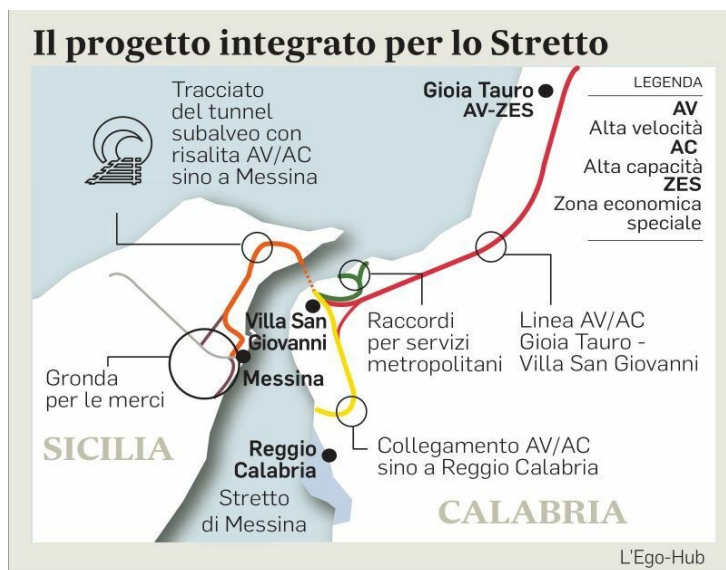 Il progetto integrato per lo Stretto
Tracciato
del tunnel
subalveo con
risalita AV/AC
sino a Messina
Gioia Tauro
AV-ZES
LEGENDA
AV
Alta velocità
AC
Alta capacità
ZES
Zona economica
speciale
Villa San
Giovanni
Raccordi
per servizi
metropolitani
Linea AV/AC
Gioia Tauro -
Villa San Giovanni
Gronda
per le merci
Messina
SICILIA
Reggio
Calabria
Collegamento AV/AC
sino a Reggio Calabria
Stretto
di Messina
CALABRIA
L'Ego-Hub